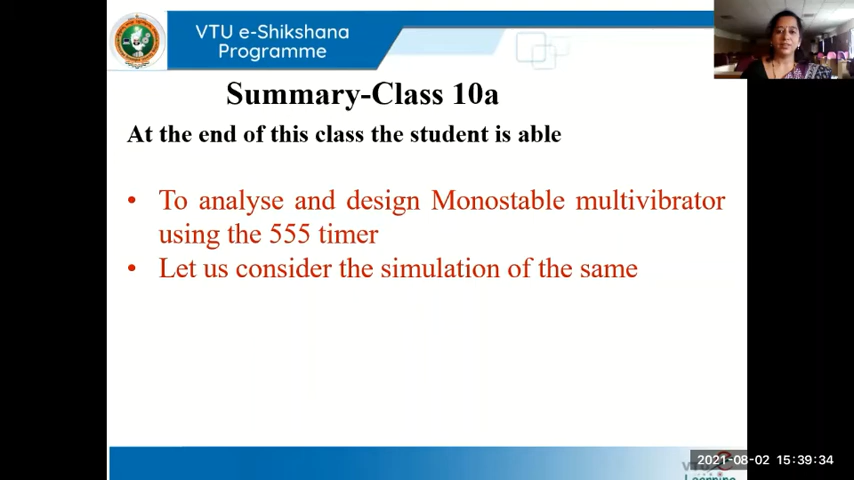 VTU e-Shikshana
Programme
Summary-Class 10a
At the end of this class the student is able
• To analyse and design Monostable multivibrator
using the 555 timer
• Let us consider the simulation of the same
2021-08-02 15:39:34
Learning